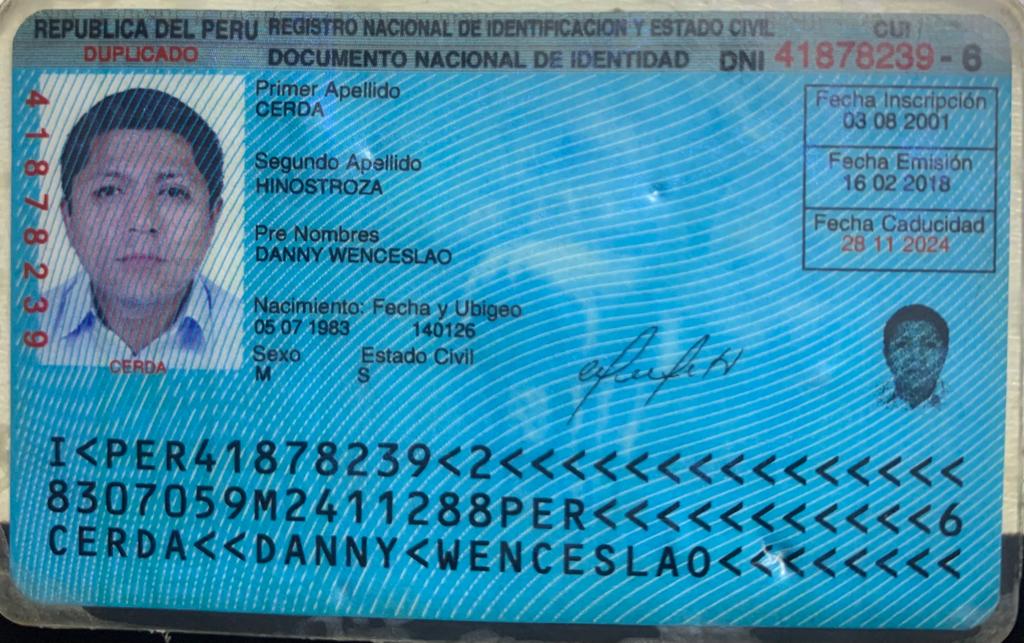 REPUBLICA DEL PERU REGISTRO NACIONAL DE IDENTIFICACION Y ESTADO CIVIL CUI
DUPLICADO DOCUMENTO NACIONAL DE IDENTIDAD DNI 41878239 - 6
41878239
Primer Apellido
CERDA
Segundo Apellido
HINOSTROZA
Pre Nombres
DANNY WENCESLAO
Nacimiento: Fecha y Ubigeo
05 07 1983 140126
Sexo Estado Civil
M S
Fecha Inscripción
03 08 2001
Fecha Emisión
16 02 2018
Fecha Caducidad
28 11 2024
CERDA
I<PER41878239<2<<<<<<<<<<<<<<<
8307059M2411288PER<<<<<<<<<<<6
CERDA<<DANNY<WENCESLAO<<<<<<<<